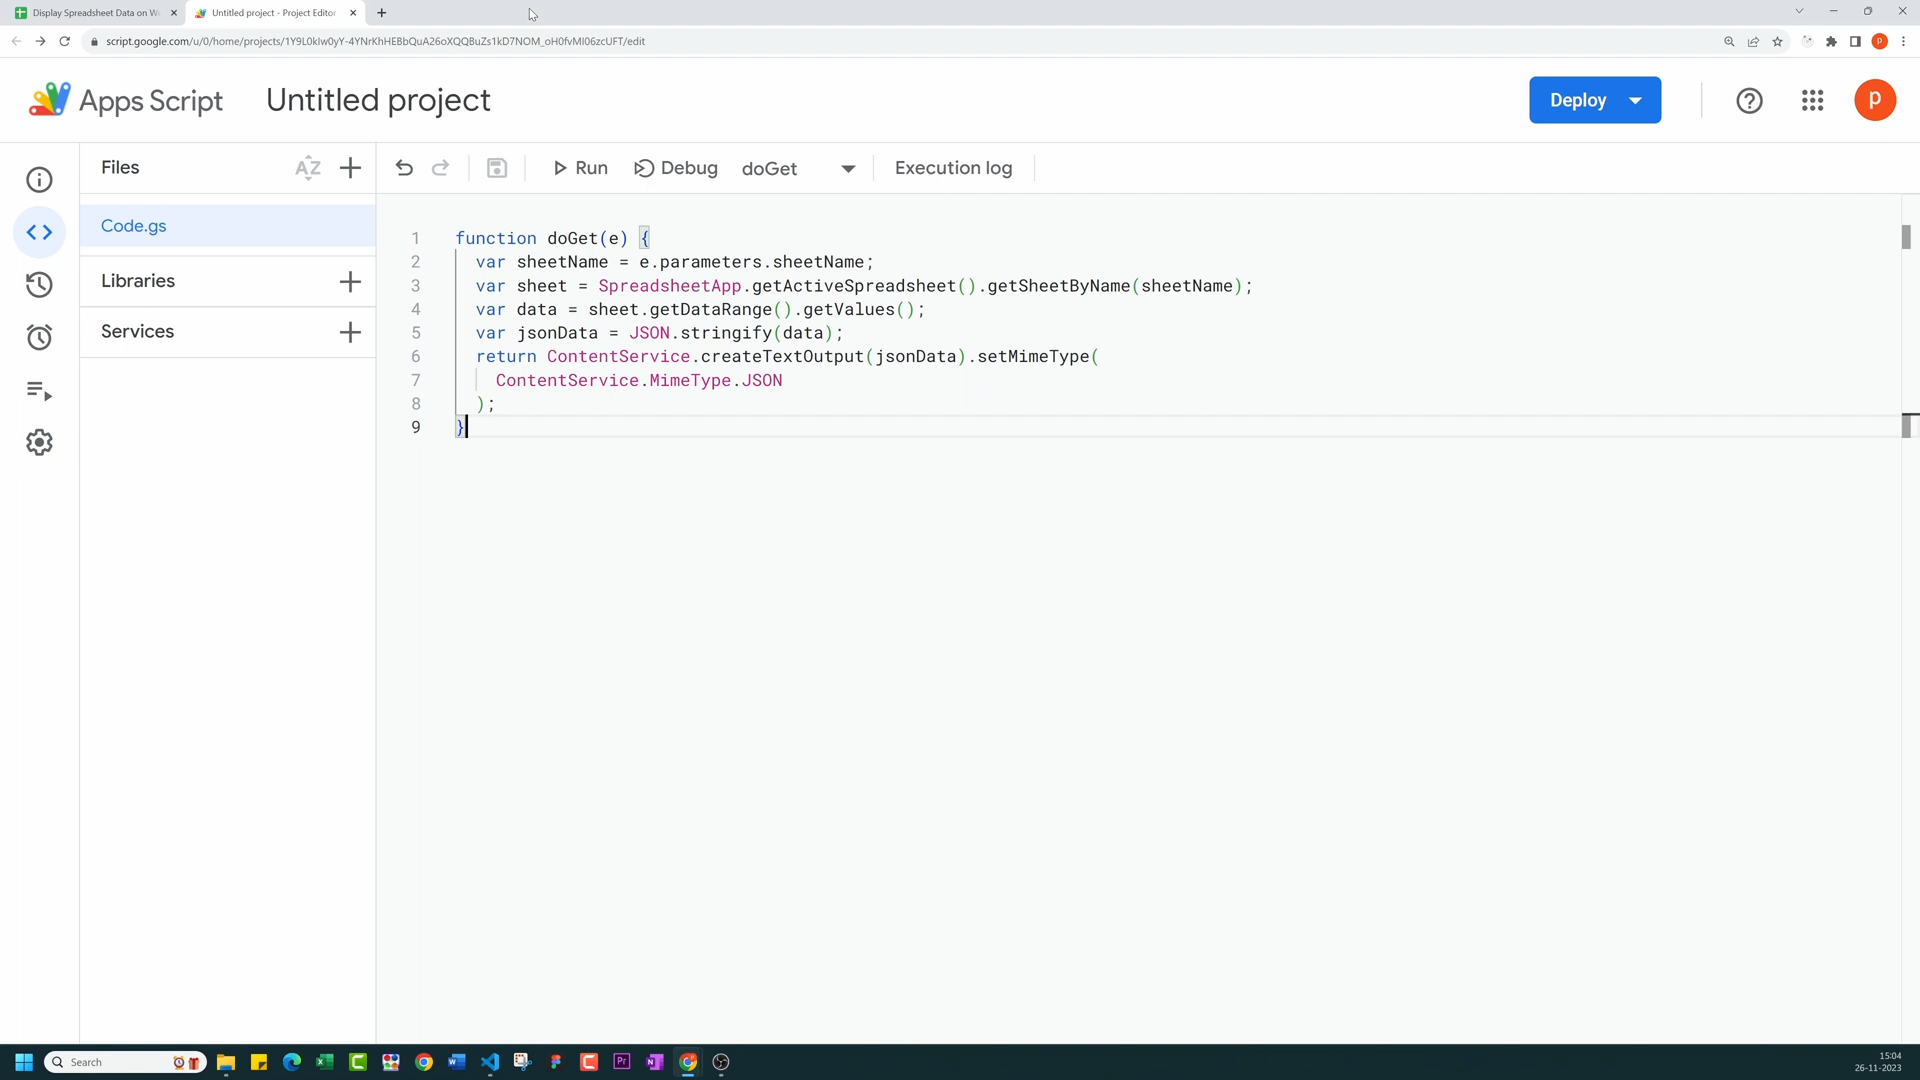 Display Spreadsheet Data on W
Untitled project - Project Editor
script.google.com/u/0/home/projects/1Y9L0kIw0yY-4YNrKhHEBbQuA26oXQQBuZs1kD7NOM_oH0fvMI06zcUFT/edit
Apps Script
Untitled project
Deploy
P
Files
AZ
Run
Debug
doGet
Execution log
Code.gs
Libraries
Services
1 function doGet(e) {
2 var sheetName = e.parameters.sheetName;
3 var sheet = SpreadsheetApp.getActiveSpreadsheet().getSheetByName(sheetName);
4 var data = sheet.getDataRange().getValues();
5 var jsonData = JSON.stringify(data);
6 return ContentService.createTextOutput(jsonData).setMimeType(
7 ContentService.MimeType.JSON
8 );
9 }
Search
15:04
26-11-2023